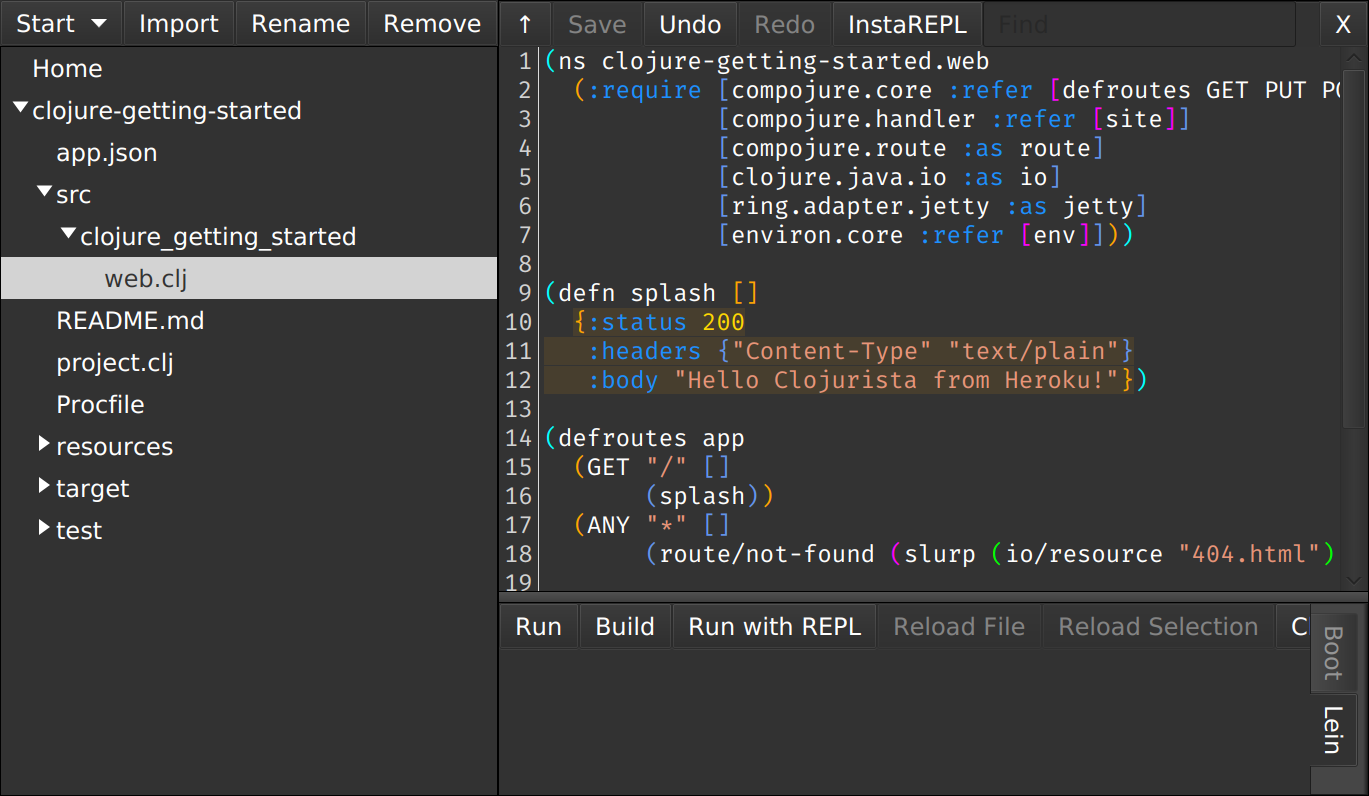 Start Import Rename Remove
Home
clojure-getting-started
app.json
src
clojure_getting_started
web.clj
README.md
project.clj
Procfile
resources
target
test
↑ Save Undo Redo InstaREPL Find X
1 (ns clojure-getting-started.web
2   (:require [compojure.core :refer [defroutes GET PUT PO
3             [compojure.handler :refer [site]]
4             [compojure.route :as route]
5             [clojure.java.io :as io]
6             [ring.adapter.jetty :as jetty]
7             [environ.core :refer [env]]))
8
9 (defn splash []
10   {:status 200
11    :headers {"Content-Type" "text/plain"}
12    :body "Hello Clojurista from Heroku!"})
13
14 (defroutes app
15   (GET "/" []
16        (splash))
17   (ANY "*" []
18        (route/not-found (slurp (io/resource "404.html")
19
Run Build Run with REPL Reload File Reload Selection C
Boot
Lein